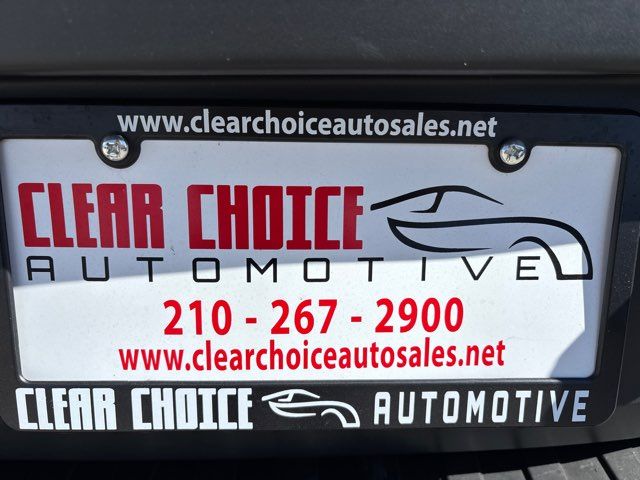 www.clearchoiceautosales.net
CLEAR CHOICE
AUTOMOTIVE
210 - 267 - 2900
www.clearchoiceautosales.net
CLEAR CHOICE AUTOMOTIVE